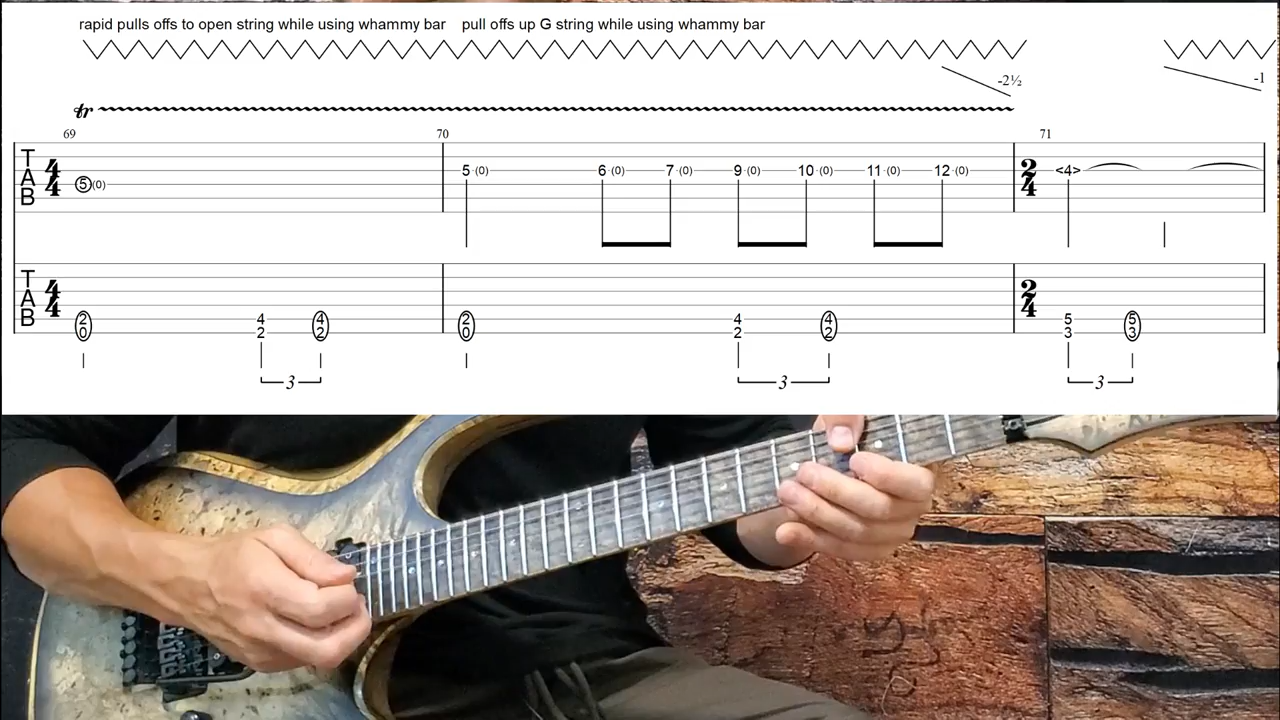 rapid pulls offs to open string while using whammy bar pull offs up G string while using whammy bar
-2½ -1
tr
69 70 71
T A B 4 4 5 (0) 5 (0) 6 (0) 7 (0) 9 (0) 10 (0) 11 (0) 12 (0) 2 4 <4>
T A B 4 4 2 4 4 2 4 4 2 4 5 5
0 2 2 0 2 2 3 3
3 3 3